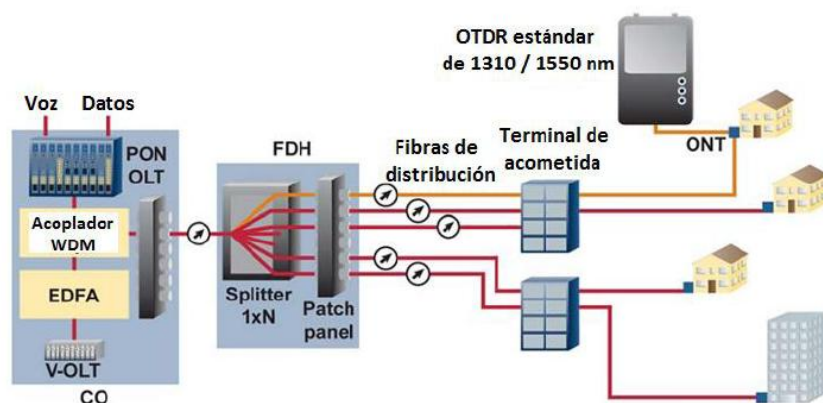 OTDR estándar
de 1310 / 1550 nm
Voz
Datos
PON
OLT
FDH
Fibras de
distribución
Terminal de
acometida
ONT
Acoplador
WDM
EDFA
Splitter
1xN
Patch
panel
V-OLT
CO